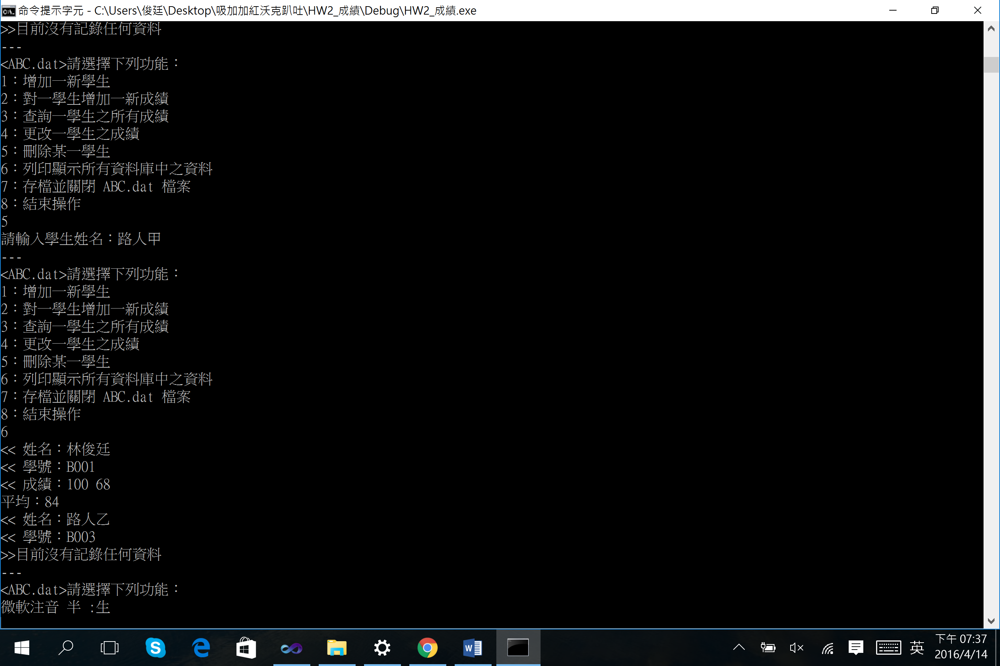 命令提示字元 - C:\Users\俊廷\Desktop\吸加加紅沃克趴吐\HW2_成績\Debug\HW2_成績.exe
>>目前沒有記錄任何資料
---
<ABC.dat>請選擇下列功能：
1：增加一新學生
2：對一學生增加一新成績
3：查詢一學生之所有成績
4：更改一學生之成績
5：刪除某一學生
6：列印顯示所有資料庫中之資料
7：存檔並關閉 ABC.dat 檔案
8：結束操作
5
請輸入學生姓名：路人甲
---
<ABC.dat>請選擇下列功能：
1：增加一新學生
2：對一學生增加一新成績
3：查詢一學生之所有成績
4：更改一學生之成績
5：刪除某一學生
6：列印顯示所有資料庫中之資料
7：存檔並關閉 ABC.dat 檔案
8：結束操作
6
<< 姓名：林俊廷
<< 學號：B001
<< 成績：100 68
平均：84
<< 姓名：路人乙
<< 學號：B003
>>目前沒有記錄任何資料
---
<ABC.dat>請選擇下列功能：
微軟注音 半 :生
英
下午 07:37
2016/4/14